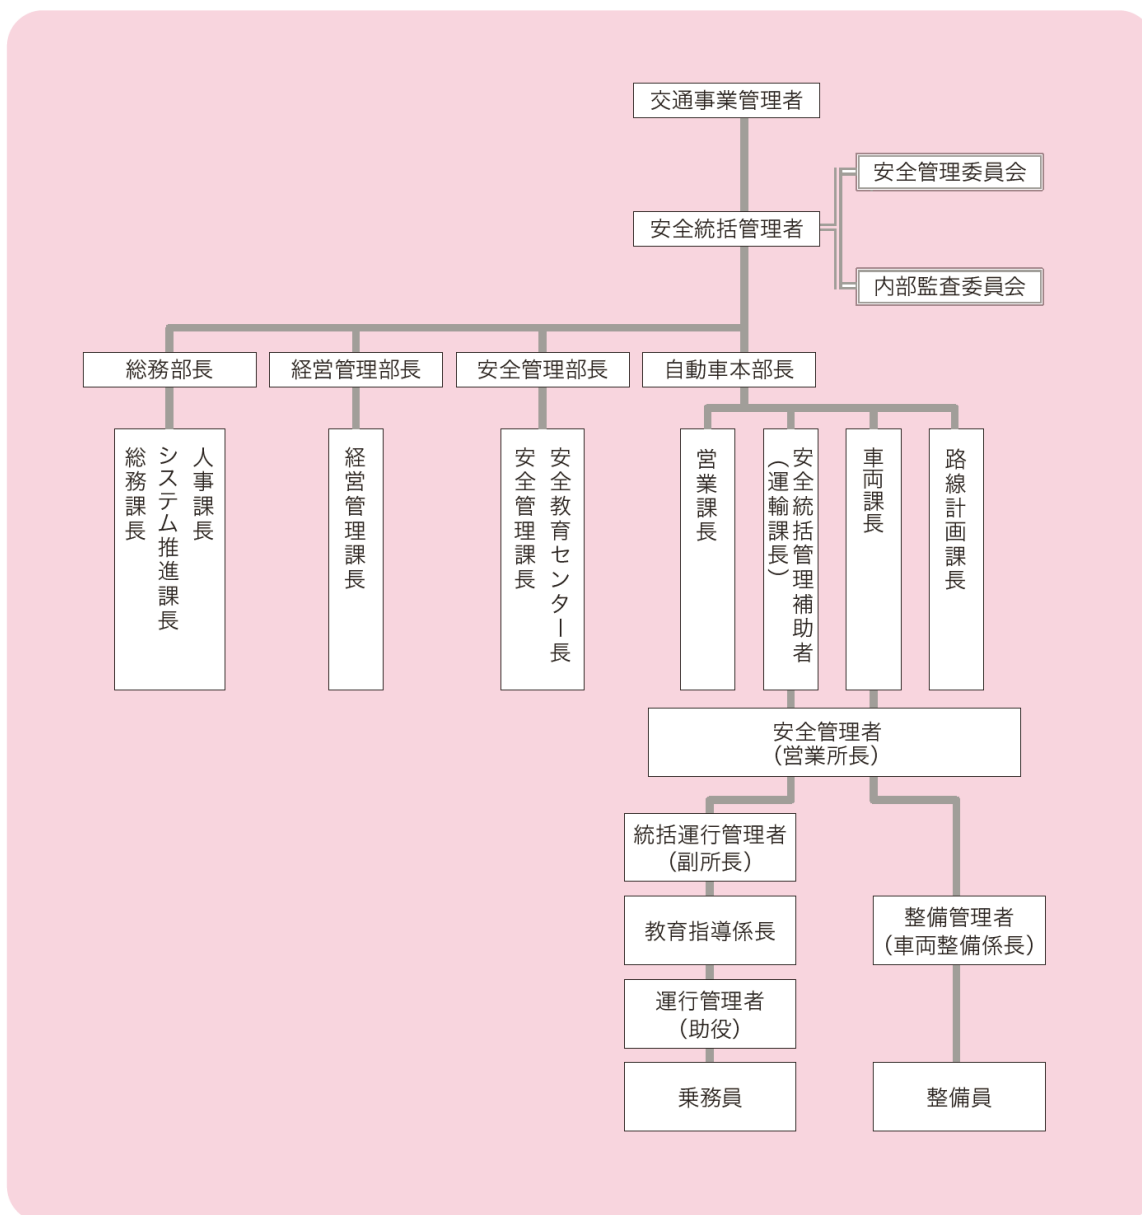 交通事業管理者
安全管理委員会
安全統括管理者
内部監査委員会
総務部長
経営管理部長
安全管理部長
自動車本部長
人事課長
システム推進課長
総務課長
経営管理課長
安全教育センター長
安全管理課長
営業課長
安全統括管理補助者
（運輸課長）
車両課長
路線計画課長
安全管理者
（営業所長）
統括運行管理者
（副所長）
教育指導係長
整備管理者
（車両整備係長）
運行管理者
（助役）
乗務員
整備員